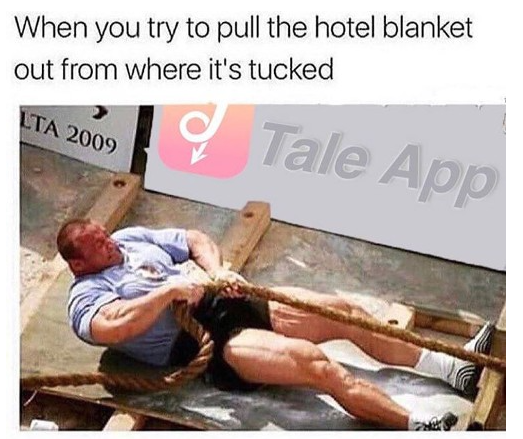 When you try to pull the hotel blanket
out from where it's tucked
LTA 2009
Tale App